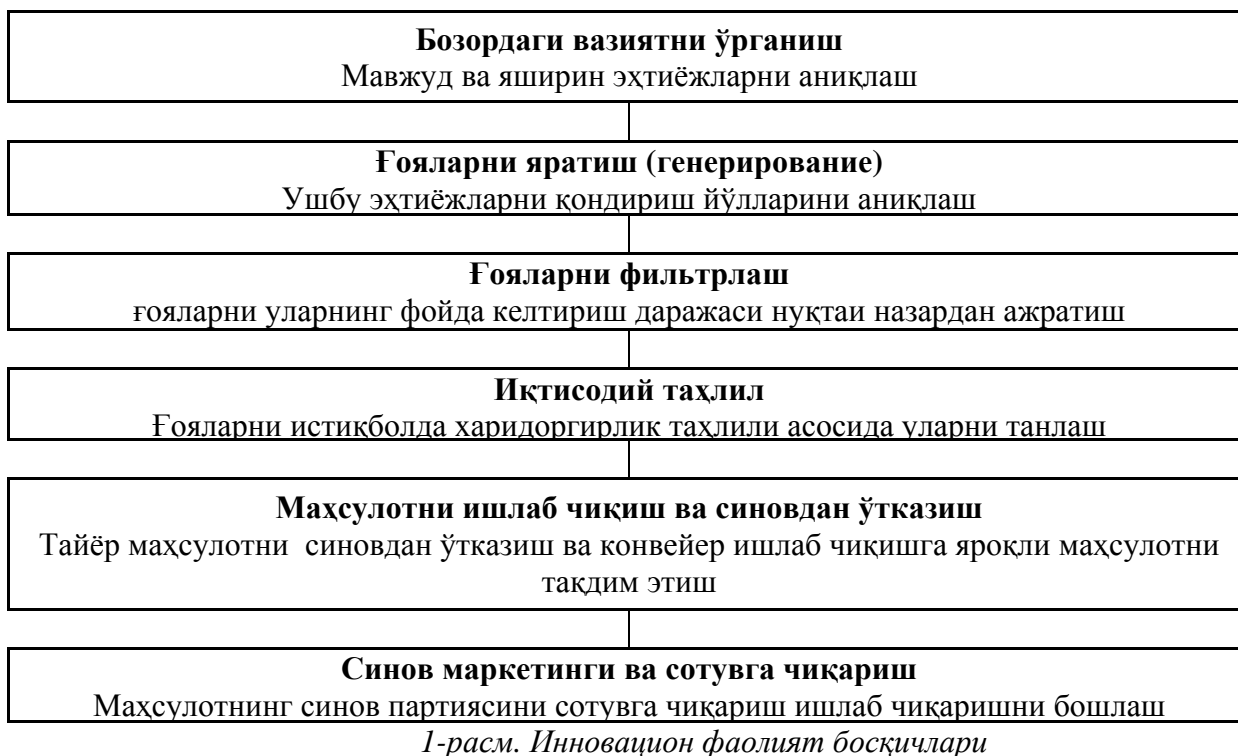 Бозордаги вазиятни ўрганиш
Мавжуд ва яширин эҳтиёжларни аниқлаш
Ғояларни яратиш (генерирование)
Ушбу эҳтиёжларни қондириш йўлларини аниқлаш
Ғояларни фильтрлаш
ғояларни уларнинг фойда келтириш даражаси нуқтаи назардан ажратиш
Иқтисодий таҳлил
Ғояларни истиқболда харидоргирлик таҳлили асосида уларни танлаш
Маҳсулотни ишлаб чиқиш ва синовдан ўтказиш
Тайёр маҳсулотни синовдан ўтказиш ва конвейер ишлаб чиқишга яроқли маҳсулотни
тақдим этиш
Синов маркетинги ва сотувга чиқариш
Маҳсулотнинг синов партиясини сотувга чиқариш ишлаб чиқаришни бошлаш
1-расм. Инновацион фаолият босқичлари